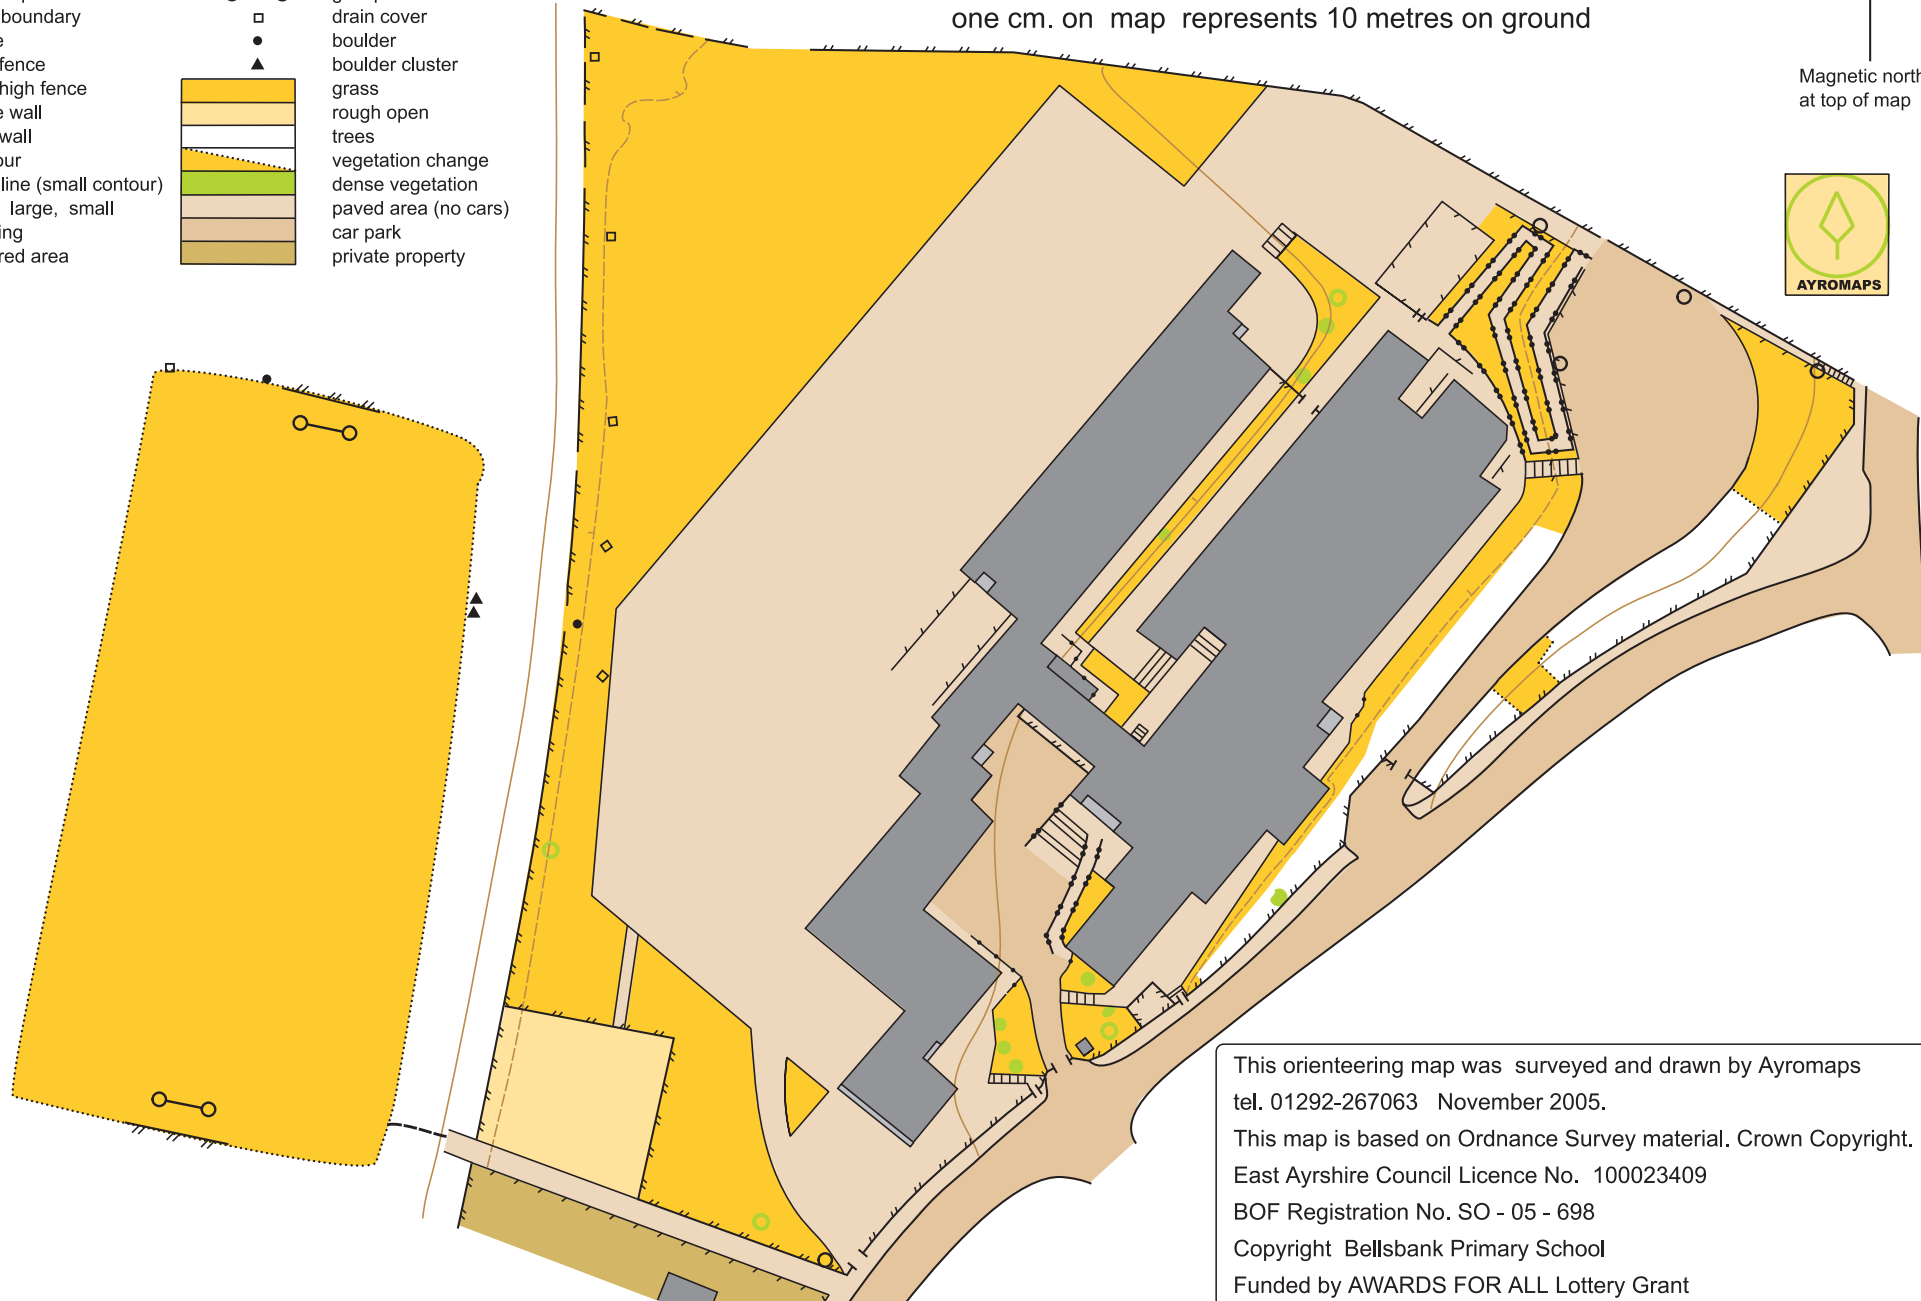 one cm. on map represents 10 metres on ground
boundary
drain cover
boulder
fence
boulder cluster
high fence
grass
wall
rough open
wall
trees
vegetation change
line (small contour)
dense vegetation
large, small
paved area (no cars)
car park
area
private property
Magnetic north
at top of map
AYROMAPS
This orienteering map was surveyed and drawn by Ayromaps
tel. 01292-267063 November 2005.
This map is based on Ordnance Survey material. Crown Copyright.
East Ayrshire Council Licence No. 100023409
BOF Registration No. SO - 05 - 698
Copyright Bellsbank Primary School
Funded by AWARDS FOR ALL Lottery Grant